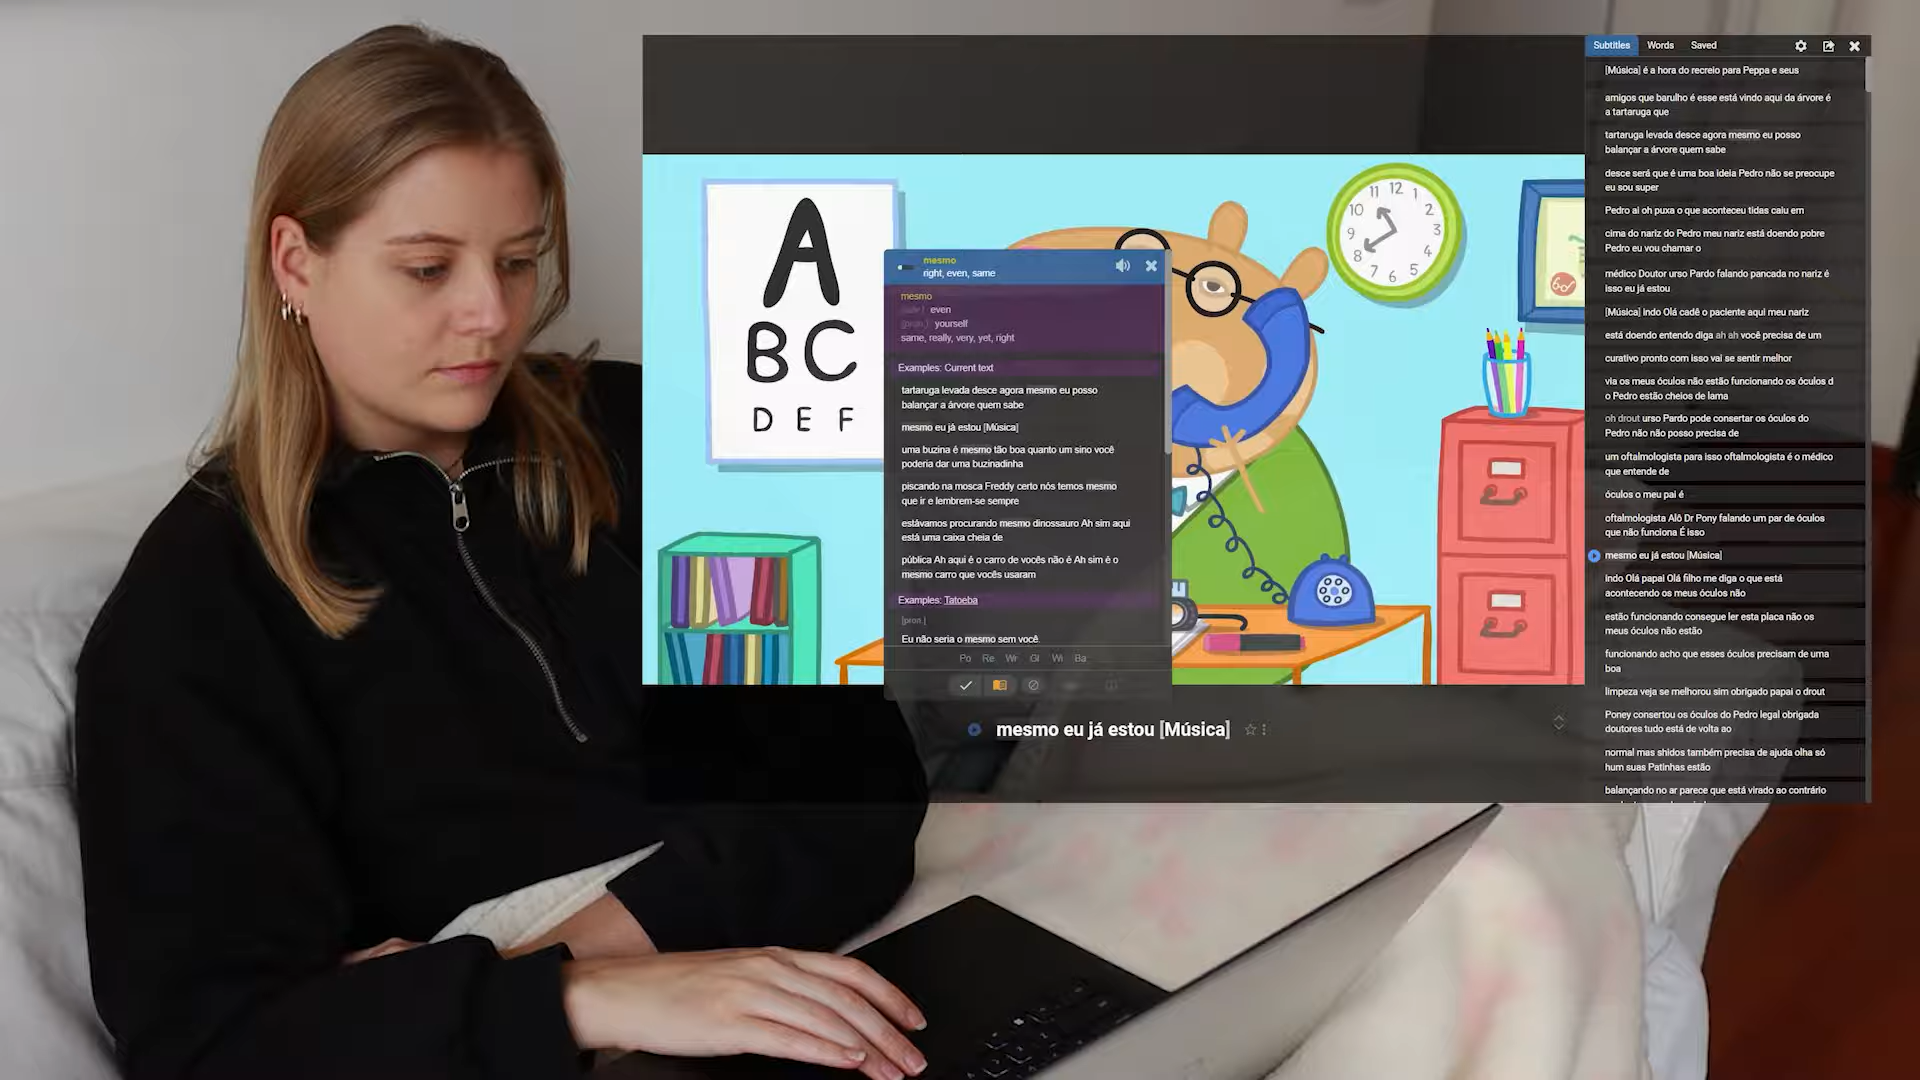 Subtitles Words Saved
[Música] é a hora do recreio para Peppa e seus
amigos que barulho é esse está vindo aqui da árvore é
a tartaruga que
tartaruga levada desce agora mesmo eu posso
balançar a árvore quem sabe
desce será que é uma boa ideia Pedro não se preocupe
eu sou super
Pedro ai oh puxa o que aconteceu tidas caiu em
cima do nariz do Pedro meu nariz está doendo pobre
Pedro eu vou chamar o
médico Doutor urso Pardo falando pancada no nariz é
isso eu já estou
[Música] indo Olá cadê o paciente aqui meu nariz
está doendo entendo diga ah ah você precisa de um
curativo pronto com isso vai se sentir melhor
via os meus óculos não estão funcionando os óculos d
o Pedro estão cheios de lama
oh drout urso Pardo pode consertar os óculos do
Pedro não não posso precisa de
um oftalmologista para isso oftalmologista é o médico
que entende de
óculos o meu pai é
oftalmologista Alô Dr Pony falando um par de óculos
que não funciona É isso
mesmo eu já estou [Música]
indo Olá papai Olá filho me diga o que está
acontecendo os meus óculos não
estão funcionando consegue ler esta placa não os
meus óculos não estão
funcionando acho que esses óculos precisam de uma
boa
limpeza veja se melhorou sim obrigado papai o drout
Poney consertou os óculos do Pedro legal obrigada
doutores tudo está de volta ao
normal mas shidos também precisa de ajuda olha só
hum suas Patinhas estão
balançando no ar parece que está virado ao contrário
A
B C
D E F
11 12 1
10 2
9 3
8 4
7 6 5
mesmo
right, even, same
mesmo
even
[pron.] yourself
same, really, very, yet, right
Examples: Current text
tartaruga levada desce agora mesmo eu posso
balançar a árvore quem sabe
mesmo eu já estou [Música]
uma buzina é mesmo tão boa quanto um sino você
poderia dar uma buzinadinha
piscando na mosca Freddy certo nós temos mesmo
que ir e lembrem-se sempre
estávamos procurando mesmo dinossauro Ah sim aqui
está uma caixa cheia de
pública Ah aqui é o carro de vocês não é Ah sim é o
mesmo carro que vocês usaram
Examples: Tatoeba
[pron.]
Eu não seria o mesmo sem você.
Po Re Wr Gl Wi Ba
mesmo eu já estou [Música]